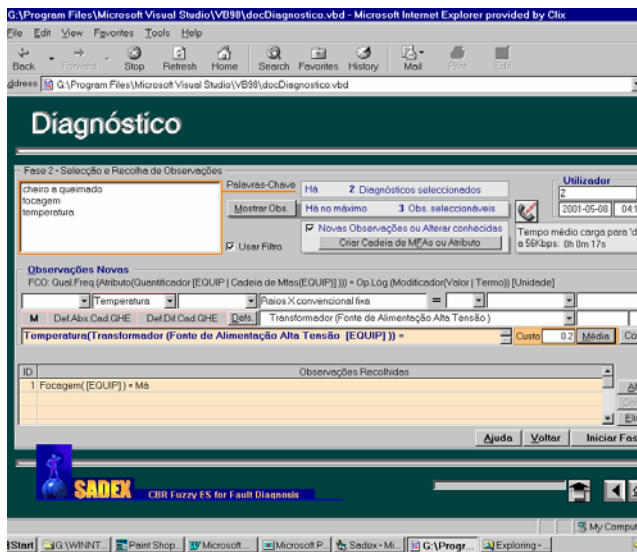 G:\Program Files\Microsoft Visual Studio\VB98\docDiagnostico.vbd - Microsoft Internet Explorer provided by Clix
File Edit View Favorites Tools Help
Back Forward Stop Refresh Home Search Favorites History Mail Print Edit
ddress G:\Program Files\Microsoft Visual Studio\VB98\docDiagnostico.vbd
Diagnóstico
Fase 2 - Selecção e Recolha de Observações
cheiro a queimado
focagem
temperatura
Palavras-Chave
Mostrar Obs.
Usar Filtro
Há 2 Diagnósticos seleccionados
Há no máximo 3 Obs. seleccionáveis
Novas Observações ou Alterar conhecidas
Criar Cadeia de MEAs ou Atributo
Utilizador
Z
2001-05-08 04:1
Tempo médio carga para 'd
a 56Kbps: 0h 0m 17s
Observações Novas
FCO: Qual.Freq.(Atributo(Quantificador [EQUIP | Cadeia de Mtas(EQUIP)] ))) = Op.Lóg.(Modificador(Valor | Termo)) [Unidade]
Temperatura Raios X convencional fixa =
M Def.Abs.Cad.GHE Def.Dif.Cad.GHE Defs. Transformador (Fonte de Alimentação Alta Tensão )
Temperatura(Transformador (Fonte de Alimentação Alta Tensão [EQUIP] )) = Custo 0.2 Média Co
ID Observações Recolhidas
1 Focagem( [EQUIP] ) = Má
Ajuda Voltar Iniciar Fas
SADEX CBR Fuzzy ES for Fault Diagnosis
My Comput
Start G:\WINNT... Paint Shop... Microsoft ... Microsoft P... Sadex - Mi... G:\Progr... Exploring - ...